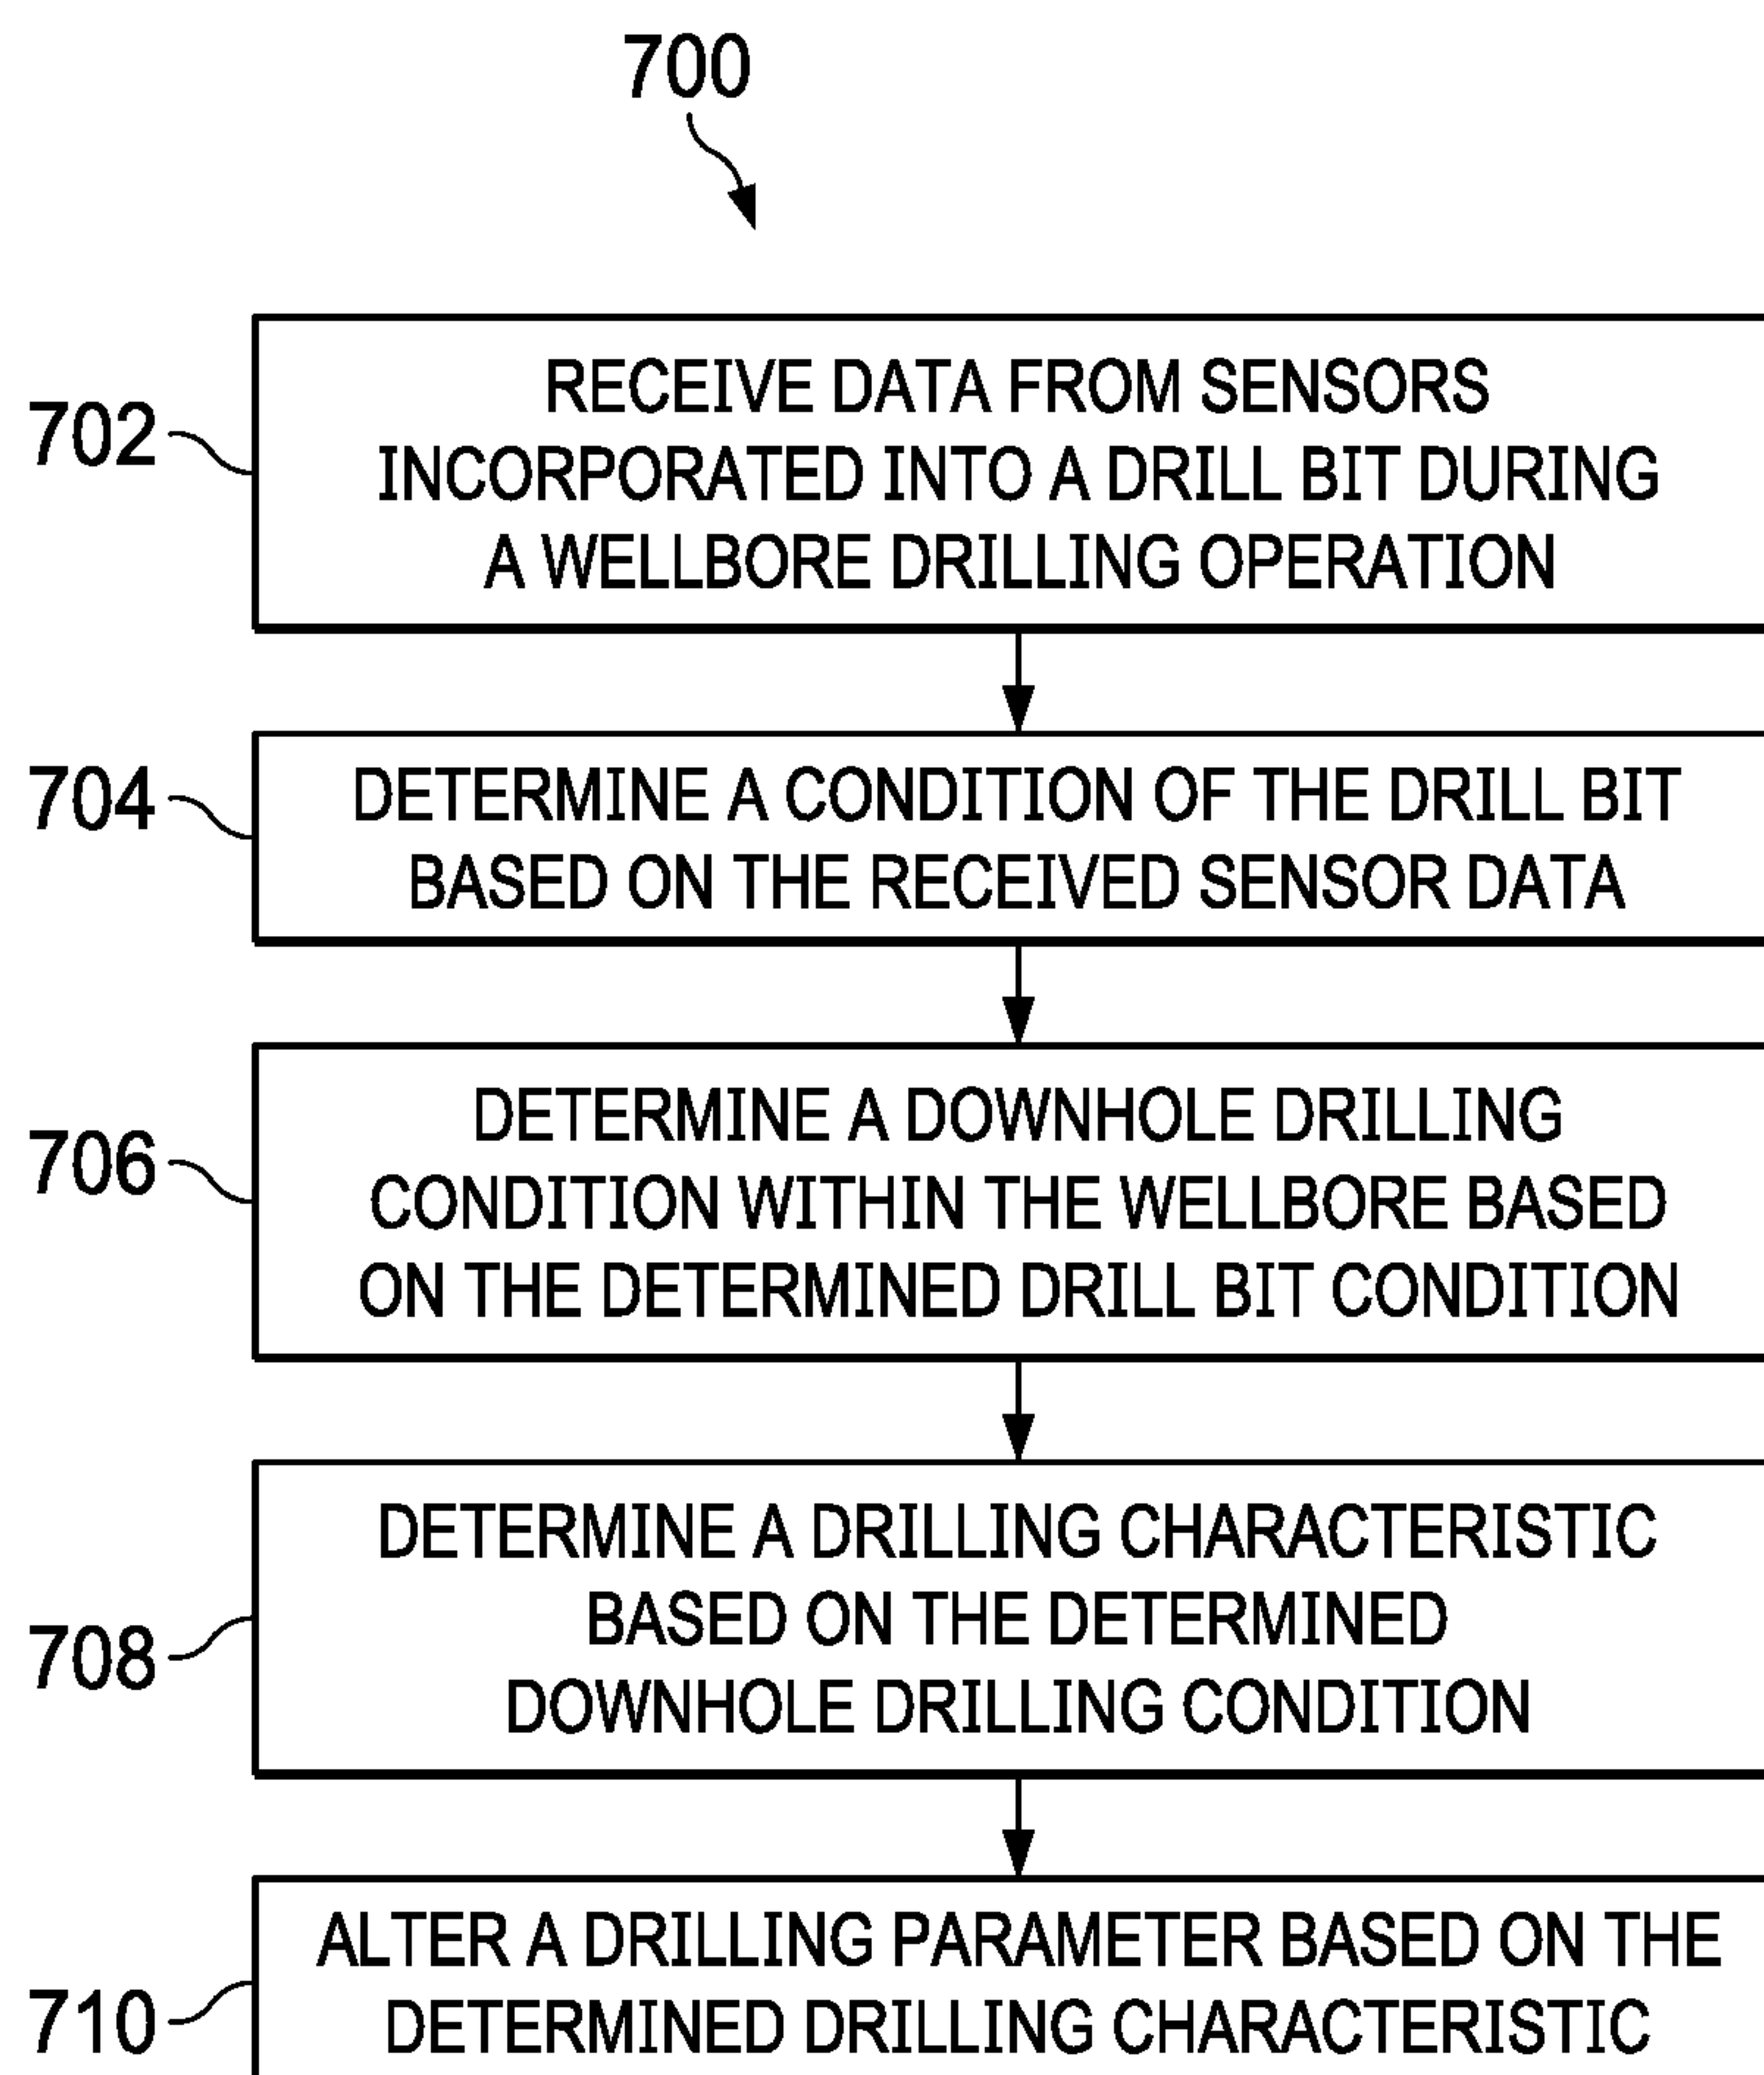 700
702
RECEIVE DATA FROM SENSORS
INCORPORATED INTO A DRILL BIT DURING
A WELLBORE DRILLING OPERATION
704
DETERMINE A CONDITION OF THE DRILL BIT
BASED ON THE RECEIVED SENSOR DATA
706
DETERMINE A DOWNHOLE DRILLING
CONDITION WITHIN THE WELLBORE BASED
ON THE DETERMINED DRILL BIT CONDITION
708
DETERMINE A DRILLING CHARACTERISTIC
BASED ON THE DETERMINED
DOWNHOLE DRILLING CONDITION
710
ALTER A DRILLING PARAMETER BASED ON THE
DETERMINED DRILLING CHARACTERISTIC